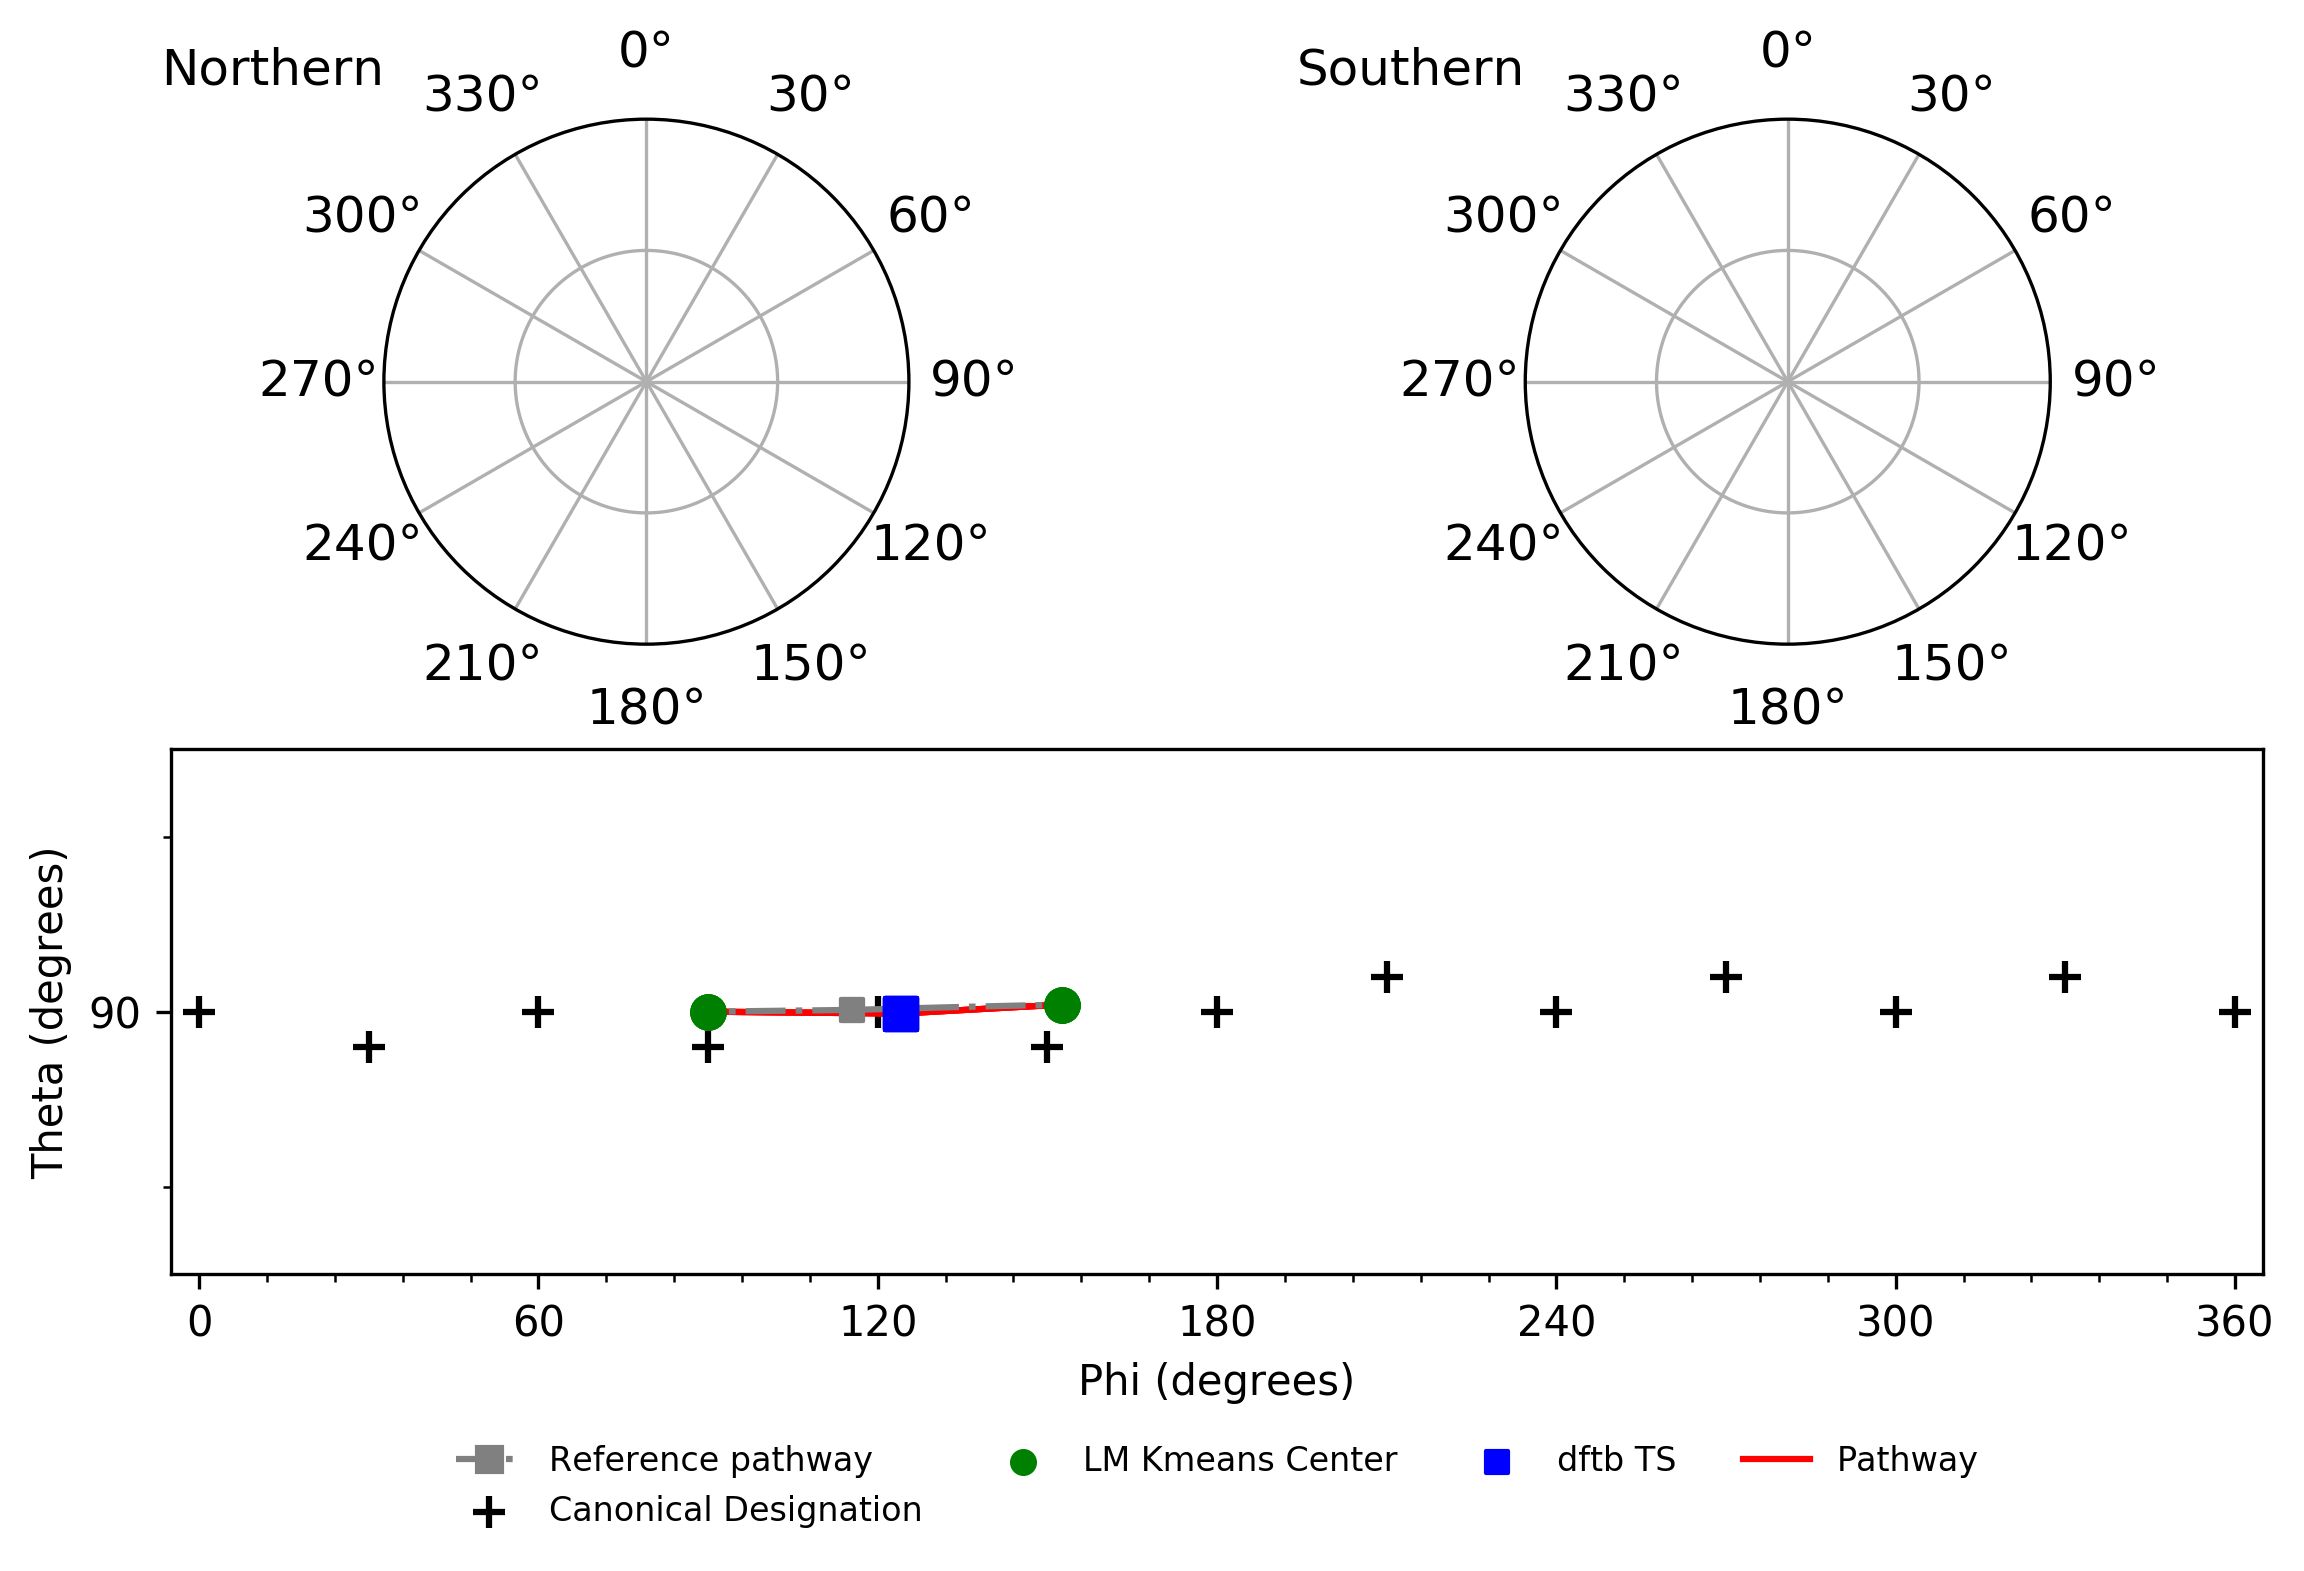 Northern
0°
30°
60°
90°
120°
150°
180°
210°
240°
270°
300°
330°
Southern
0°
30°
60°
90°
120°
150°
180°
210°
240°
270°
300°
330°
Theta (degrees)
90
0 60 120 180 240 300 360
Phi (degrees)
Reference pathway
Canonical Designation
LM Kmeans Center
dftb TS
Pathway